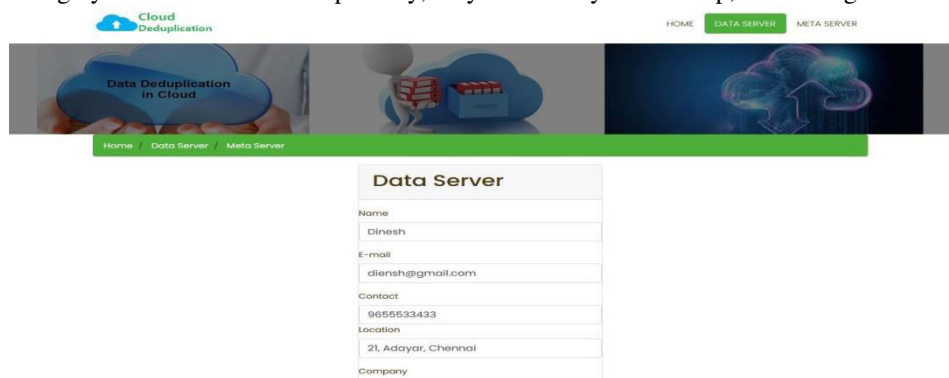 Cloud
Deduplication
HOME DATA SERVER META SERVER
Data Deduplication
in Cloud
Home / Data Server / Meta Server
Data Server
Name
Dinesh
E-mail
diensh@gmail.com
Contact
9655533433
Location
21, Adayar, Chennai
Company